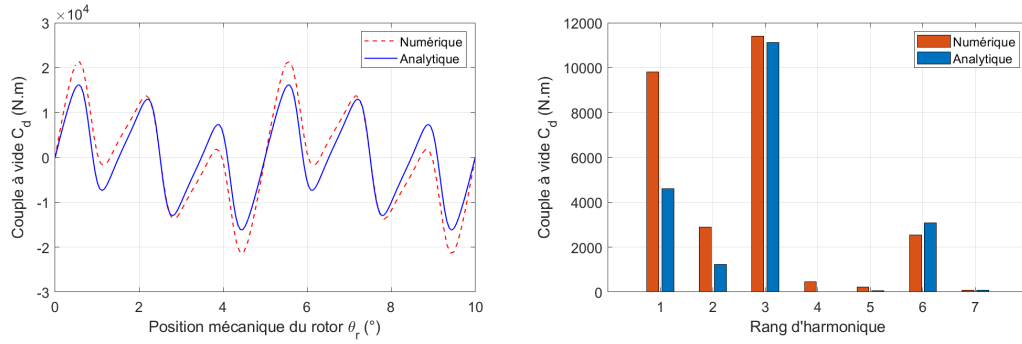 ×10⁴
3
2
1
0
-1
-2
-3
0 2 4 6 8 10
Couple à vide C_d (N.m)
Position mécanique du rotor θ_r (°)
Numérique
Analytique
12000
10000
8000
6000
4000
2000
0
1 2 3 4 5 6 7
Couple à vide C_d (N.m)
Rang d'harmonique
Numérique
Analytique